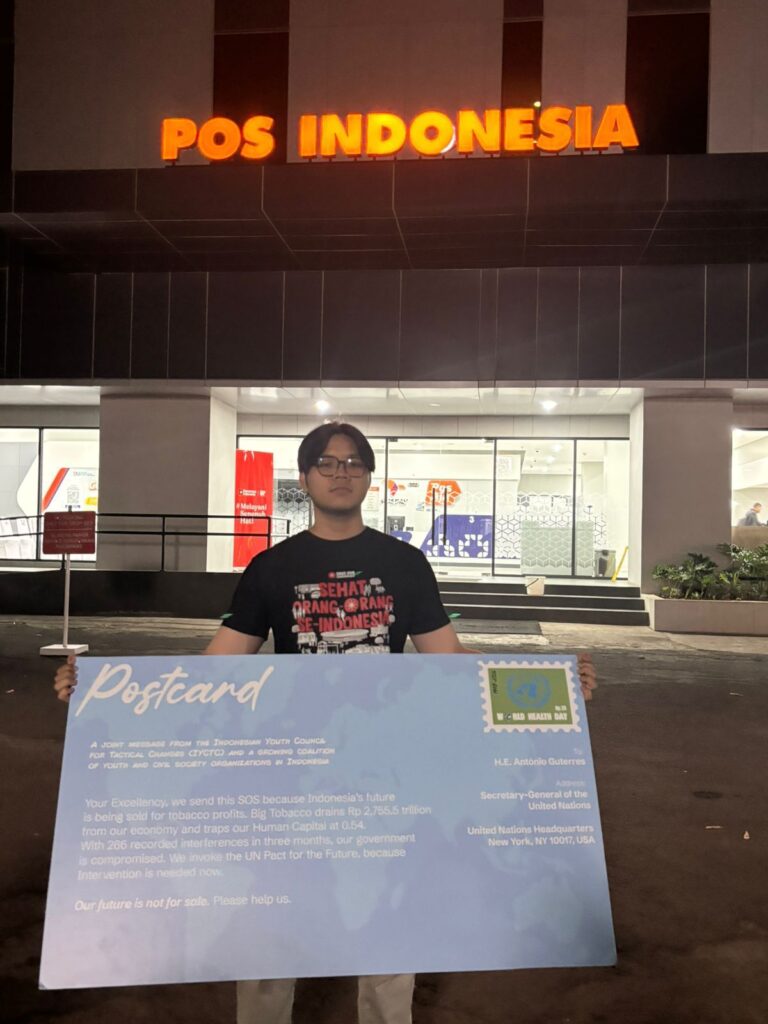 POS INDONESIA
#Melayani
Sepenuh
Hati
Pos
SEHAT
ORANG-ORANG
SE-INDONESIA
Postcard
WORLD HEALTH DAY
A JOINT MESSAGE FROM THE INDONESIAN YOUTH COUNCIL
FOR TACTICAL CHANGES (IYCTC) AND A GROWING COALITION
OF YOUTH AND CIVIL SOCIETY ORGANIZATIONS IN INDONESIA
To:
H.E. António Guterres
Address:
Secretary-General of the
United Nations
United Nations Headquarters
New York, NY 10017, USA
Your Excellency, we send this SOS because Indonesia's future
is being sold for tobacco profits. Big Tobacco drains Rp 2,755.5 trillion
from our economy and traps our Human Capital at 0.54.
With 266 recorded interferences in three months, our government
is compromised. We invoke the UN Pact for the Future, because
Intervention is needed now.
Our future is not for sale. Please help us.